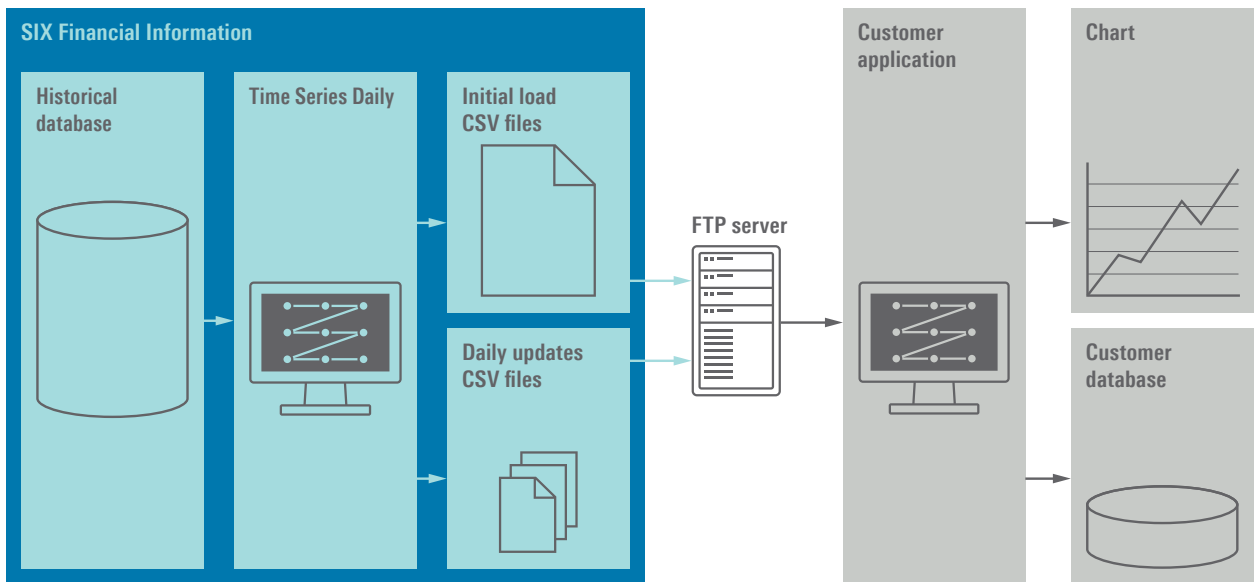 SIX Financial Information
Historical
database
Time Series Daily
Initial load
CSV files
Daily updates
CSV files
FTP server
Customer
application
Chart
Customer
database